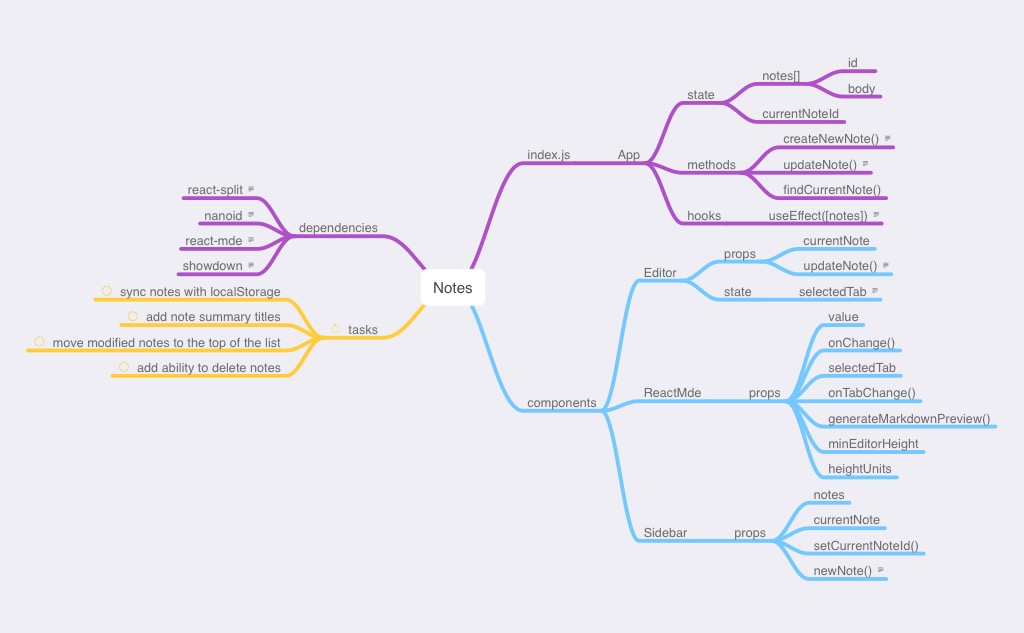 Notes
index.js
App
state
notes[]
id
body
currentNoteId
methods
createNewNote()
updateNote()
findCurrentNote()
hooks
useEffect([notes])
dependencies
react-split
nanoid
react-mde
showdown
tasks
sync notes with localStorage
add note summary titles
move modified notes to the top of the list
add ability to delete notes
components
Editor
props
currentNote
updateNote()
state
selectedTab
ReactMde
props
value
onChange()
selectedTab
onTabChange()
generateMarkdownPreview()
minEditorHeight
heightUnits
Sidebar
props
notes
currentNote
setCurrentNoteId()
newNote()